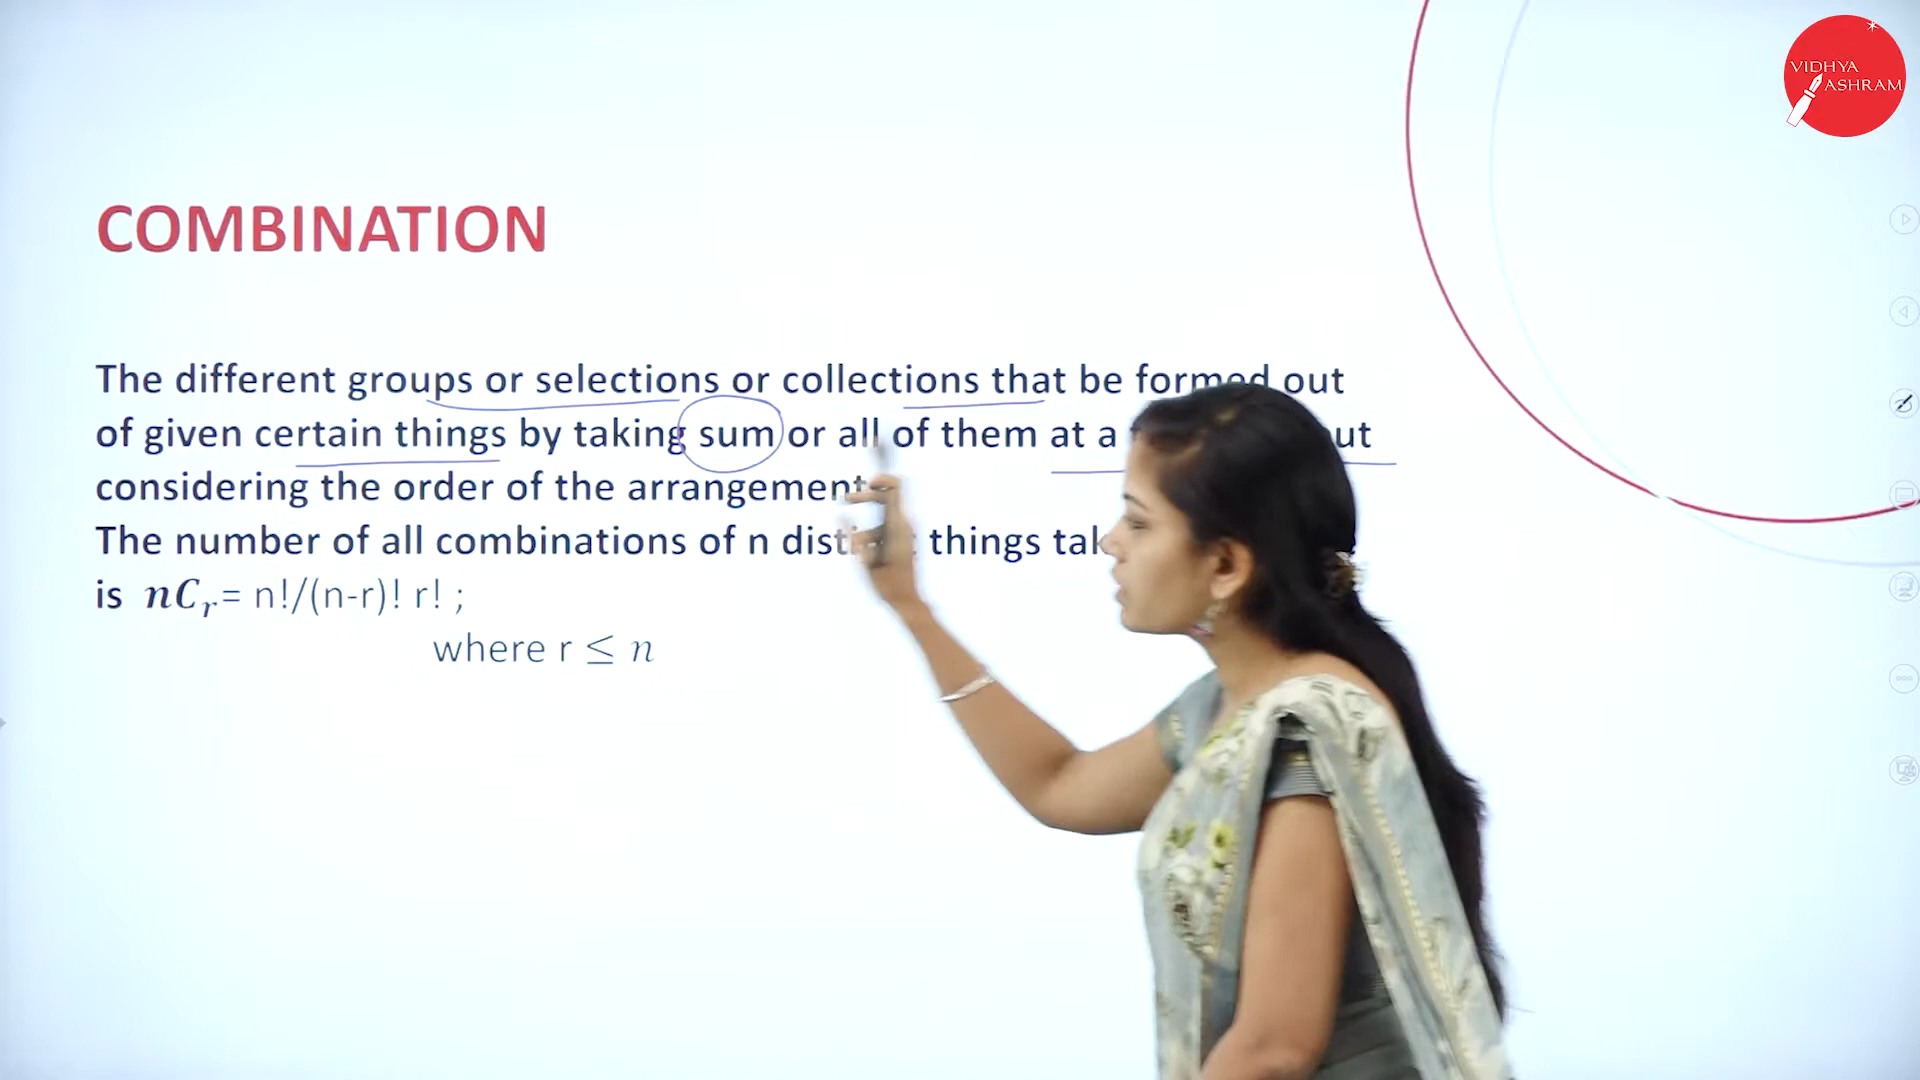 VIDHYA
ASHRAM
COMBINATION
The different groups or selections or collections that be formed out
of given certain things by taking sum or all of them at a
considering the order of the arrangement
The number of all combinations of n things
is nCr= n!/(n-r)! r! ;
where r ≤ n